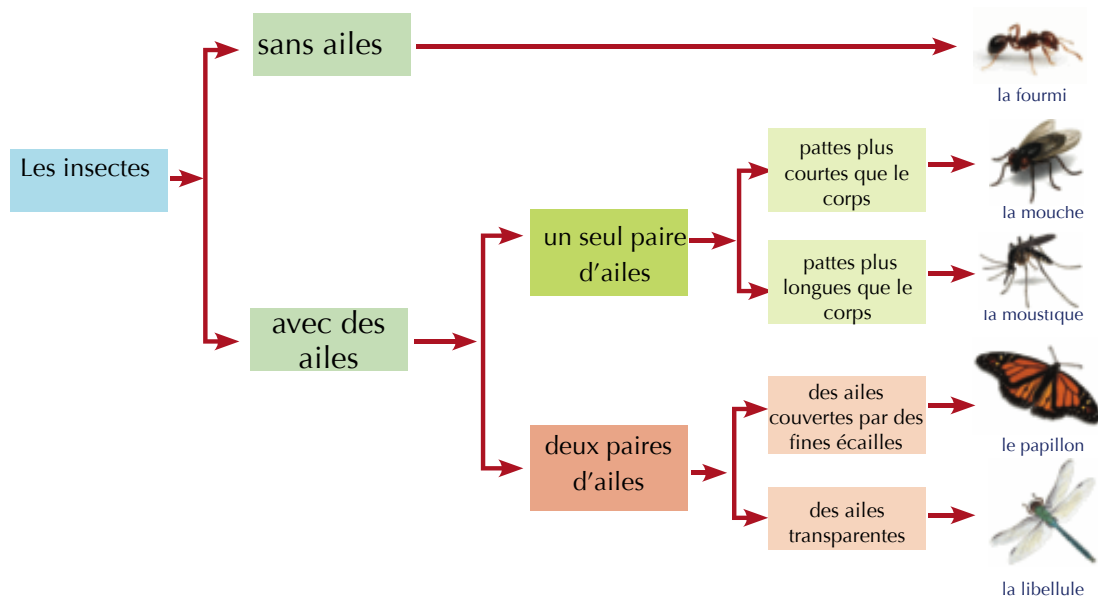 sans ailes
la fourmi
Les insectes
pattes plus
courtes que le
corps
la mouche
un seul paire
d’ailes
pattes plus
longues que le
corps
la moustique
avec des
ailes
des ailes
couvertes par des
fines écailles
le papillon
deux paires
d’ailes
des ailes
transparentes
la libellule